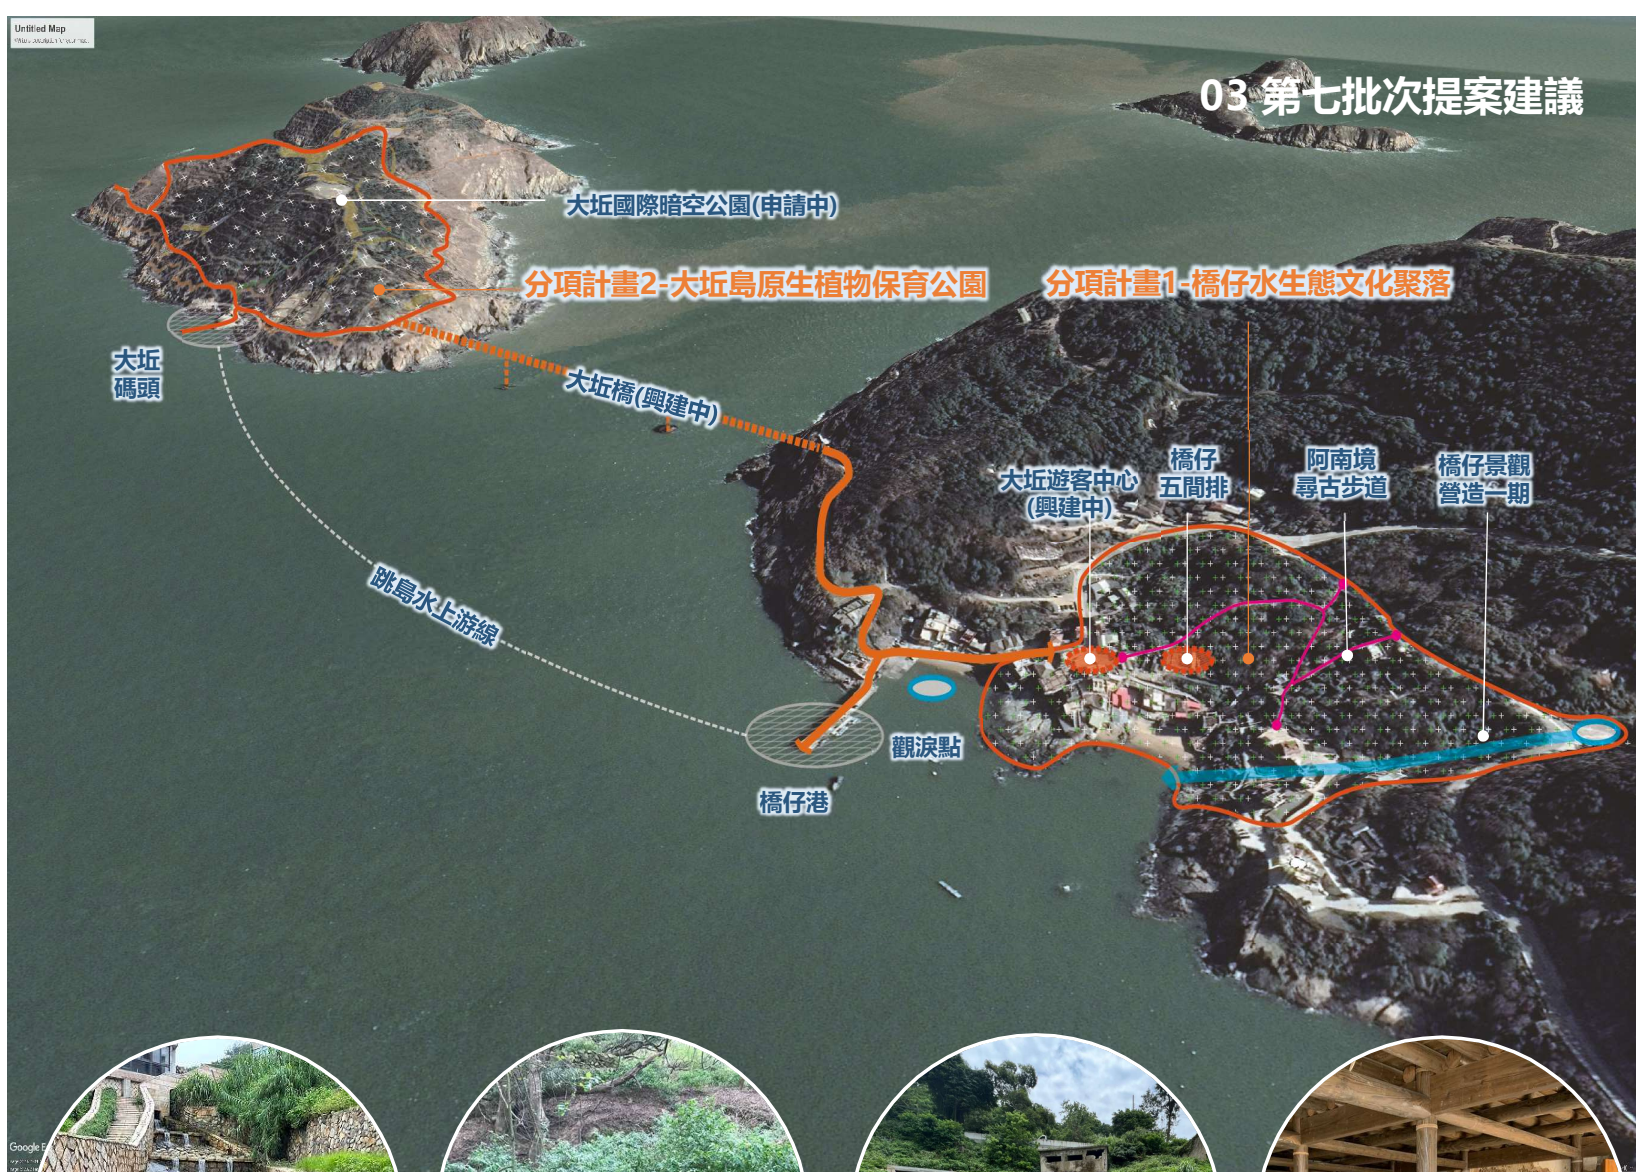 Untitled Map
03 第七批次提案建議
大坵國際暗空公園(申請中)
分項計畫2-大坵島原生植物保育公園
分項計畫1-橋仔水生態文化聚落
大坵
碼頭
大坵橋(興建中)
大坵遊客中心
(興建中)
橋仔
五間排
阿南境
尋古步道
橋仔景觀
營造一期
跳島水上游線
觀淚點
橋仔港
Google E